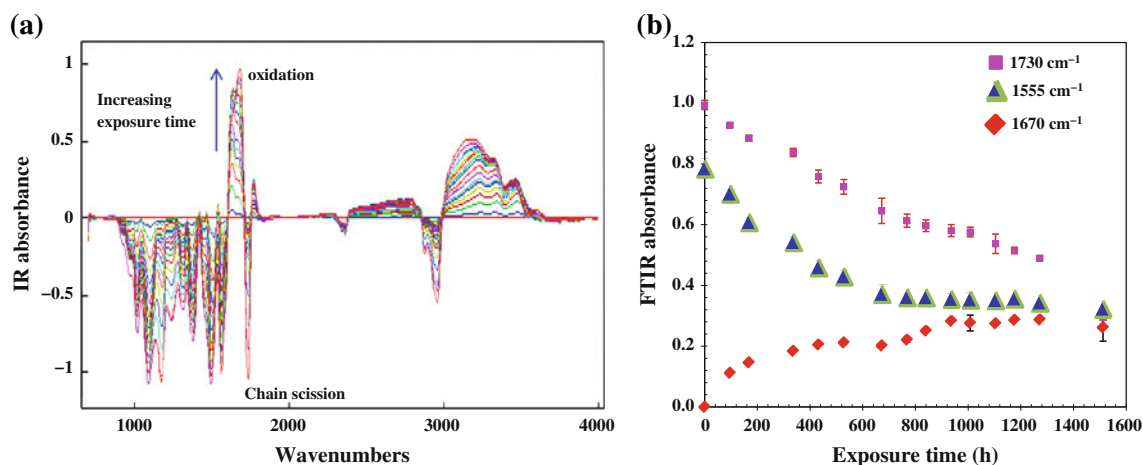 (a)
1
0.5
0
−0.5
−1
IR absorbance
Increasing
exposure time
oxidation
Chain scission
1000
2000
3000
4000
Wavenumbers
(b)
1.2
1.0
0.8
0.6
0.4
0.2
0.0
FTIR absorbance
1730 cm⁻¹
1555 cm⁻¹
1670 cm⁻¹
0
200
400
600
800
1000
1200
1400
1600
Exposure time (h)